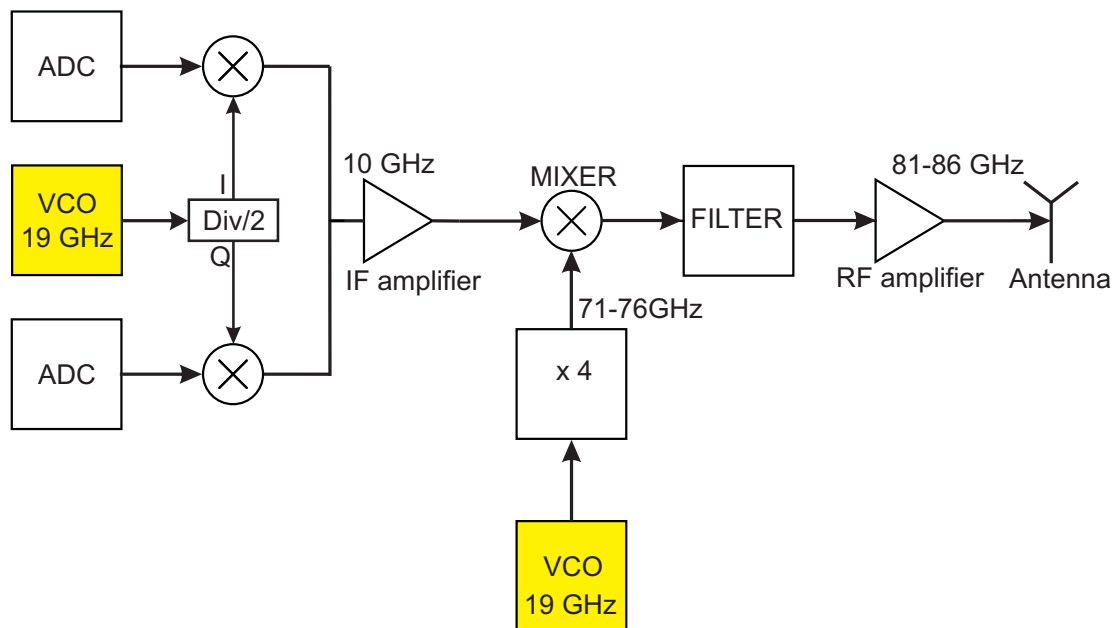 ADC
VCO
19 GHz
I
Div/2
Q
ADC
10 GHz
IF amplifier
MIXER
71-76GHz
x 4
VCO
19 GHz
FILTER
81-86 GHz
RF amplifier
Antenna